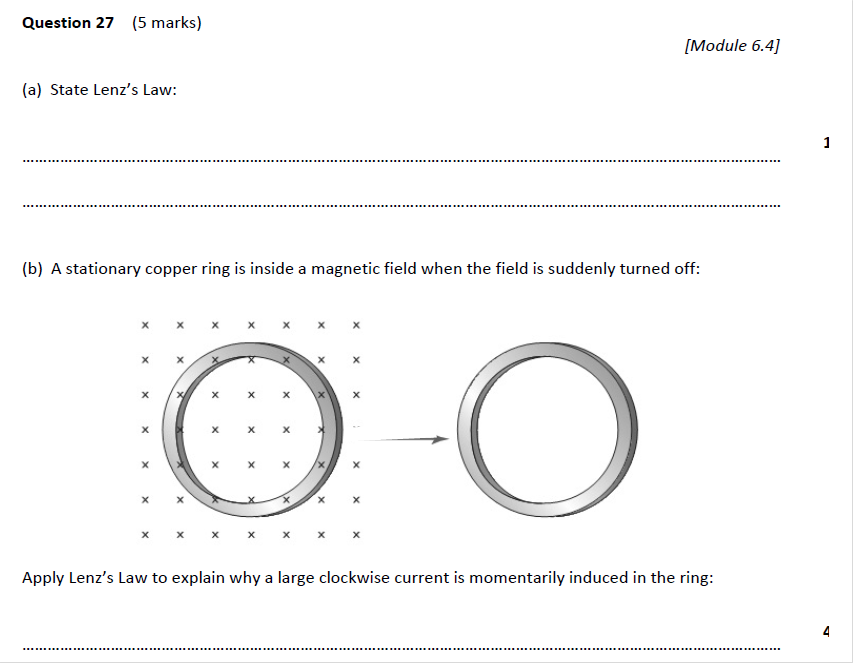 Question 27 (5 marks)
[Module 6.4]
(a) State Lenz’s Law:
1
........................................................................................................................
........................................................................................................................
(b) A stationary copper ring is inside a magnetic field when the field is suddenly turned off:
x x x x x x x
x x x x x x x
x x x x x x x
x x x x x x
x x x x x x x
x x x x x x x
x x x x x x x
Apply Lenz’s Law to explain why a large clockwise current is momentarily induced in the ring:
4
........................................................................................................................